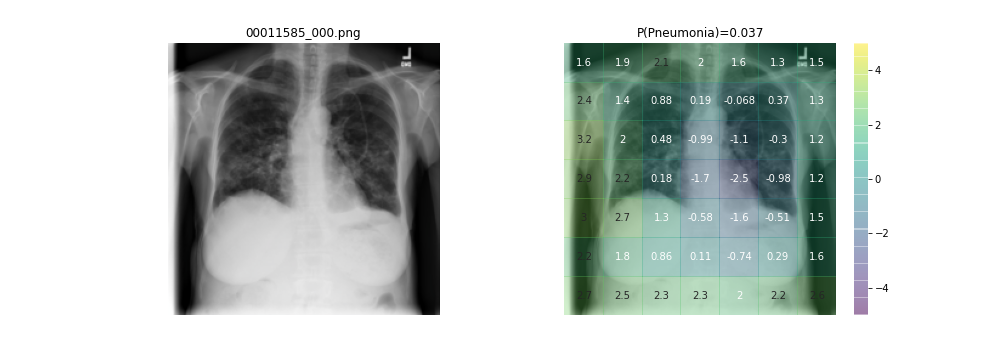 00011585_000.png
P(Pneumonia)=0.037
L
1.6 1.9 2.1 2 1.6 1.3 1.5
2.4 1.4 0.88 0.19 -0.068 0.37 1.3
3.2 2 0.48 -0.99 -1.1 -0.3 1.2
2.9 2.2 0.18 -1.7 -2.5 -0.98 1.2
3 2.7 1.3 -0.58 -1.6 -0.51 1.5
1.8 0.86 0.11 -0.74 0.29 1.6
2.5 2.3 2.3 2 2.2
4
2
0
−2
−4